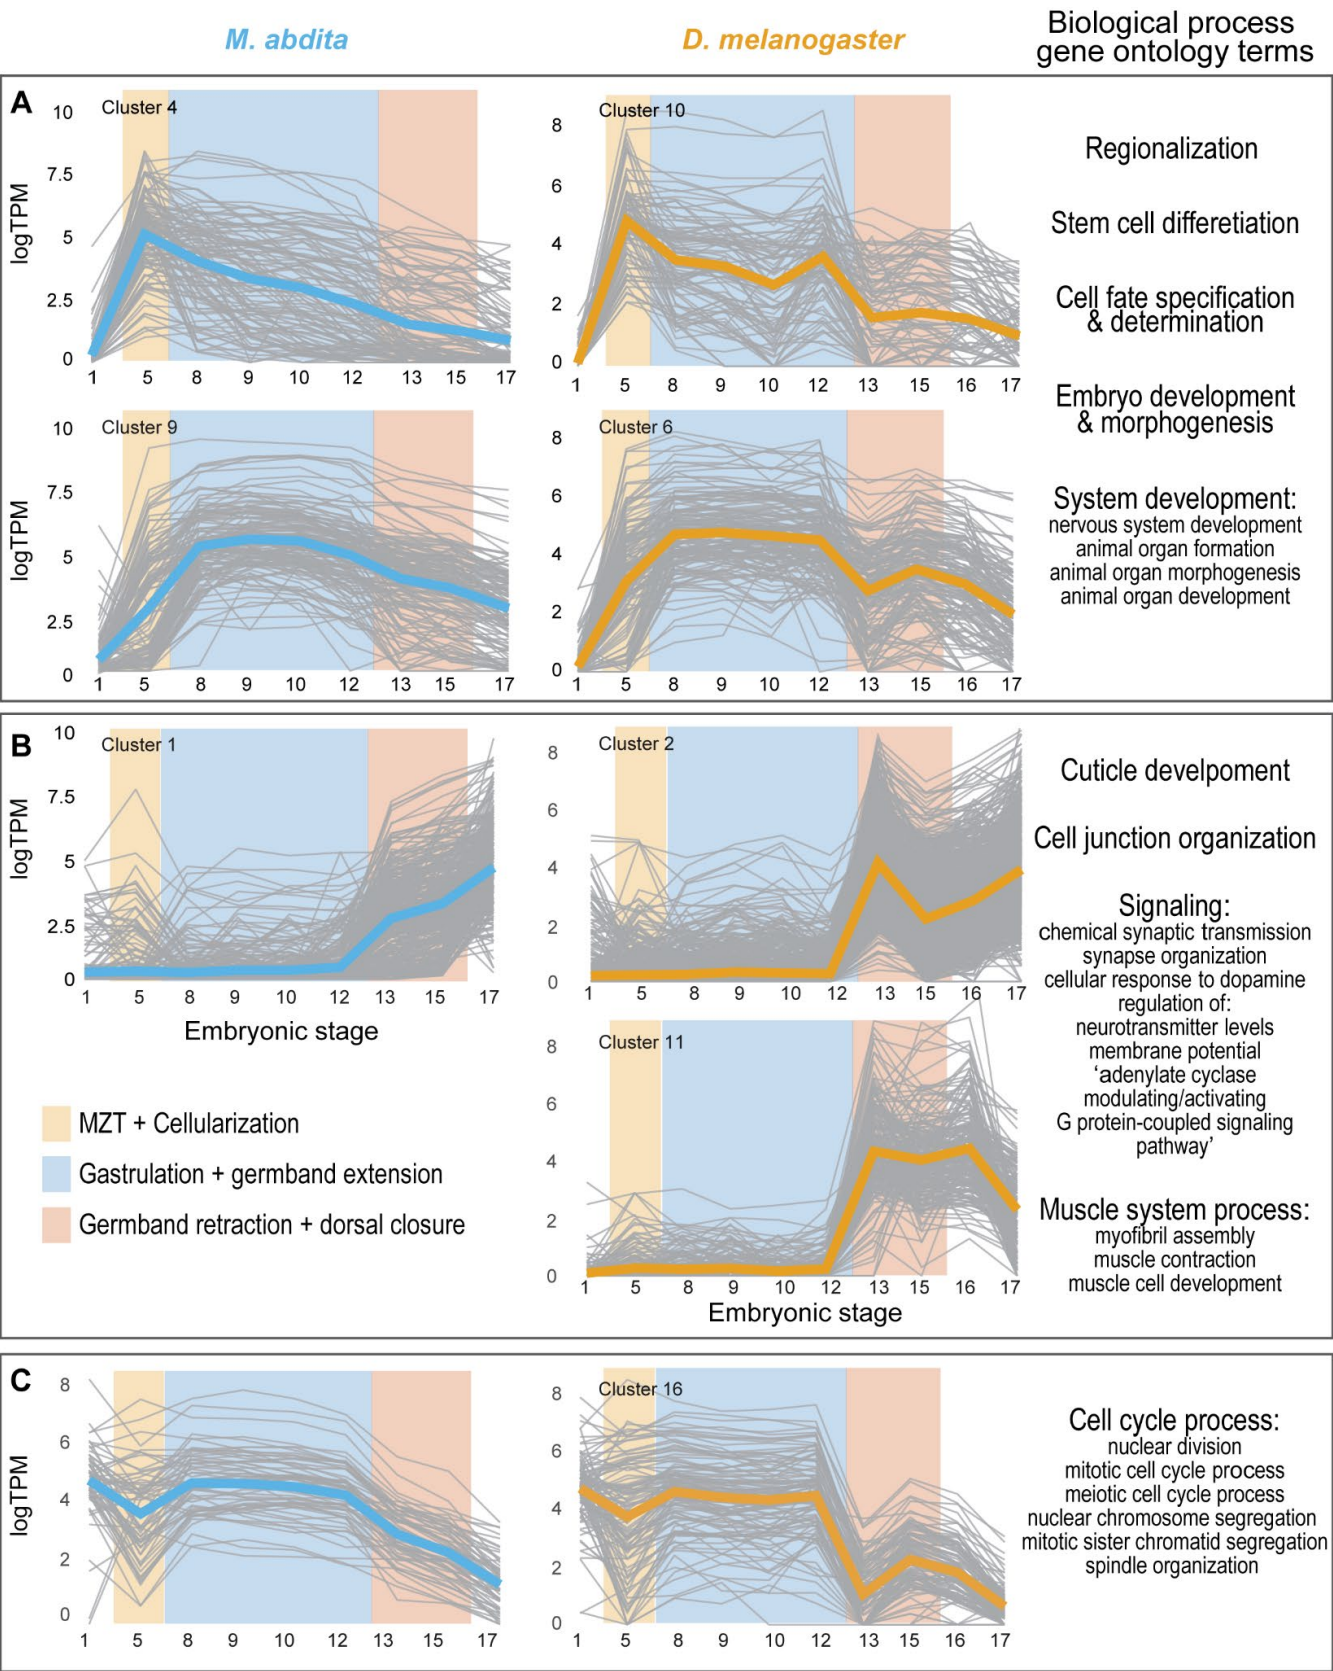 M. abdita
D. melanogaster
Biological process
gene ontology terms
A
Cluster 4
logTPM
10
7.5
5
2.5
0
1 5 8 9 10 12 13 15 17
Cluster 10
8
6
4
2
0
1 5 8 9 10 12 13 15 16 17
Cluster 9
logTPM
10
7.5
5
2.5
0
1 5 8 9 10 12 13 15 17
Cluster 6
8
6
4
2
0
1 5 8 9 10 12 13 15 16 17
Regionalization
Stem cell differetiation
Cell fate specification
& determination
Embryo development
& morphogenesis
System development:
nervous system development
animal organ formation
animal organ morphogenesis
animal organ development
B
Cluster 1
logTPM
10
7.5
5
2.5
0
1 5 8 9 10 12 13 15 17
Embryonic stage
Cluster 2
8
6
4
2
0
1 5 8 9 10 12 13 15 16 17
Cluster 11
8
6
4
2
0
1 5 8 9 10 12 13 15 16 17
Embryonic stage
MZT + Cellularization
Gastrulation + germband extension
Germband retraction + dorsal closure
Cuticle develpoment
Cell junction organization
Signaling:
chemical synaptic transmission
synapse organization
cellular response to dopamine
regulation of:
neurotransmitter levels
membrane potential
‘adenylate cyclase
modulating/activating
G protein-coupled signaling
pathway’
Muscle system process:
myofibril assembly
muscle contraction
muscle cell development
C
logTPM
8
6
4
2
0
1 5 8 9 10 12 13 15 17
Cluster 16
8
6
4
2
0
1 5 8 9 10 12 13 15 16 17
Cell cycle process:
nuclear division
mitotic cell cycle process
meiotic cell cycle process
nuclear chromosome segregation
mitotic sister chromatid segregation
spindle organization